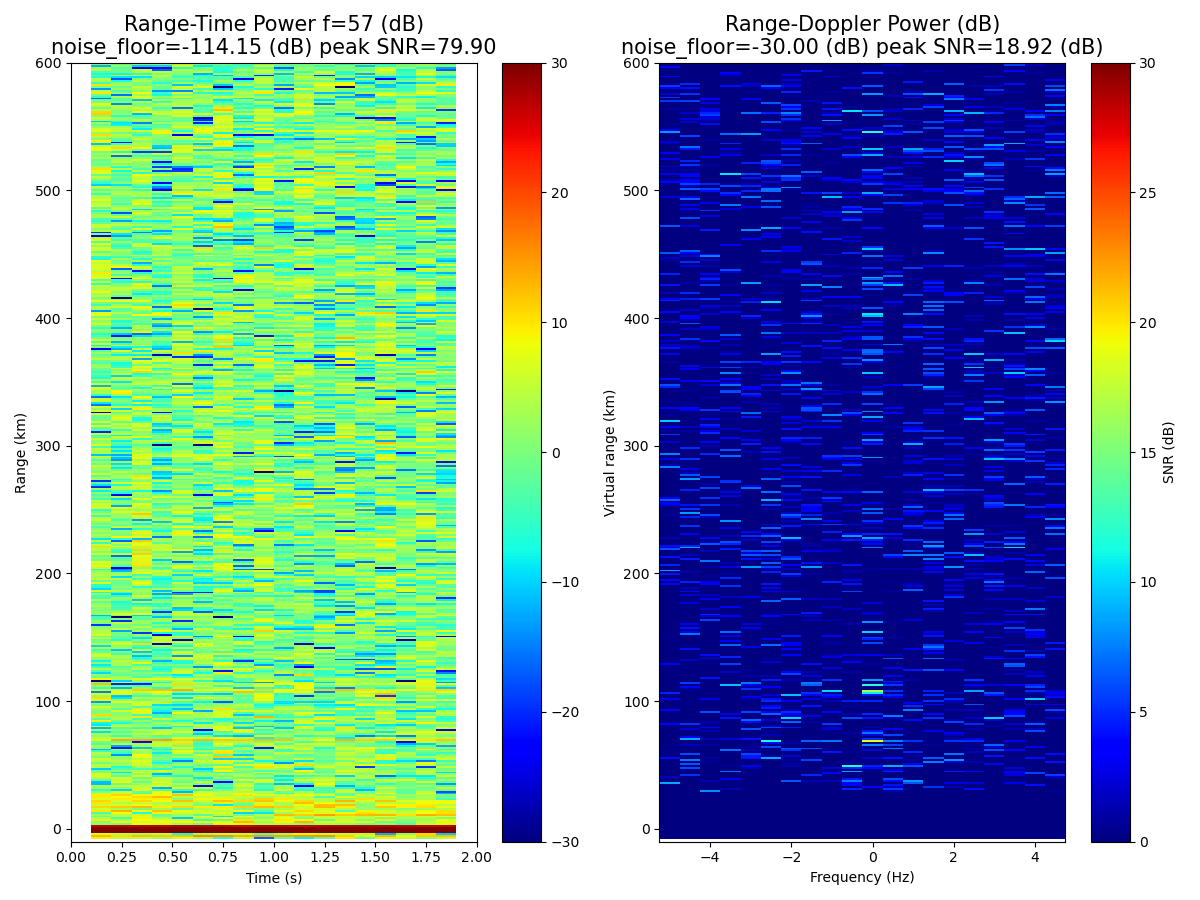 Range-Time Power f=57 (dB)
noise_floor=-114.15 (dB) peak SNR=79.90
Range (km)
600
500
400
300
200
100
0
0.00 0.25 0.50 0.75 1.00 1.25 1.50 1.75 2.00
Time (s)
30
20
10
0
−10
−20
−30
Range-Doppler Power (dB)
noise_floor=-30.00 (dB) peak SNR=18.92 (dB)
Virtual range (km)
600
500
400
300
200
100
0
−4 −2 0 2 4
Frequency (Hz)
30
25
20
15
10
5
0
SNR (dB)